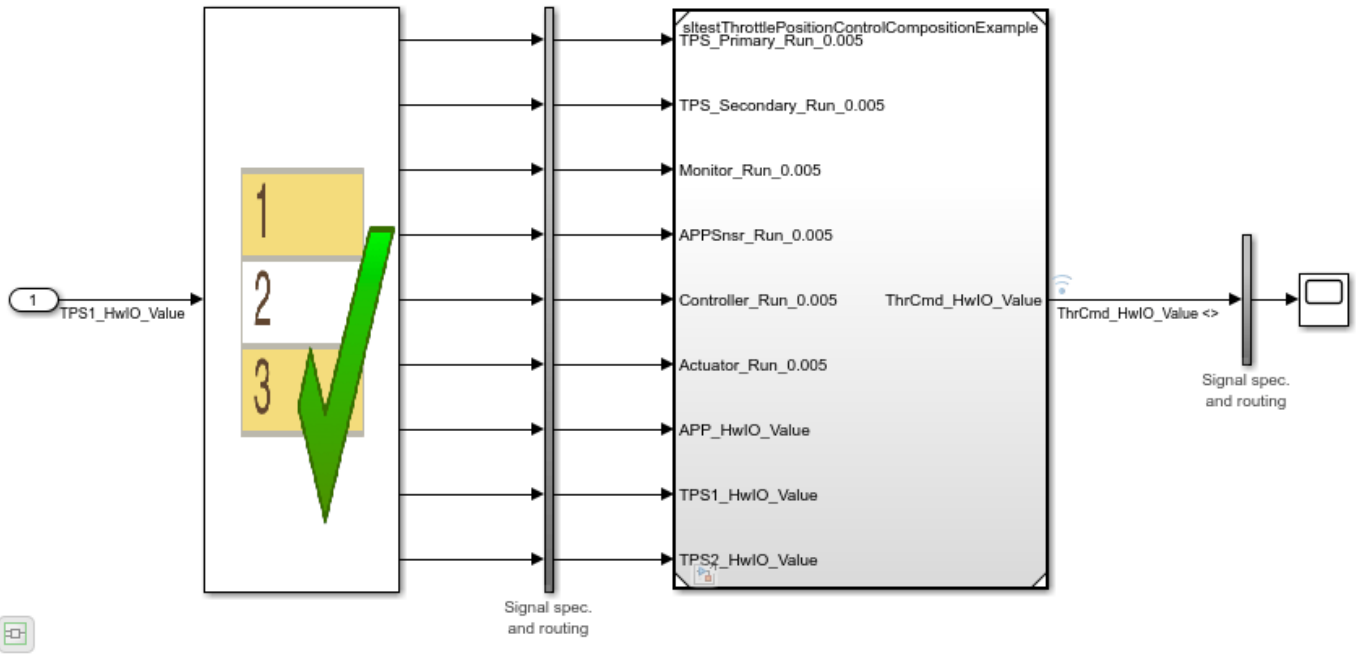 sltestThrottlePositionControlCompositionExample
TPS_Primary_Run_0.005
TPS_Secondary_Run_0.005
Monitor_Run_0.005
1
APPSnsr_Run_0.005
2
1
TPS1_HwIO_Value
Controller_Run_0.005
ThrCmd_HwIO_Value
ThrCmd_HwIO_Value <>
3
Actuator_Run_0.005
Signal spec.
and routing
APP_HwIO_Value
TPS1_HwIO_Value
TPS2_HwIO_Value
Signal spec.
and routing